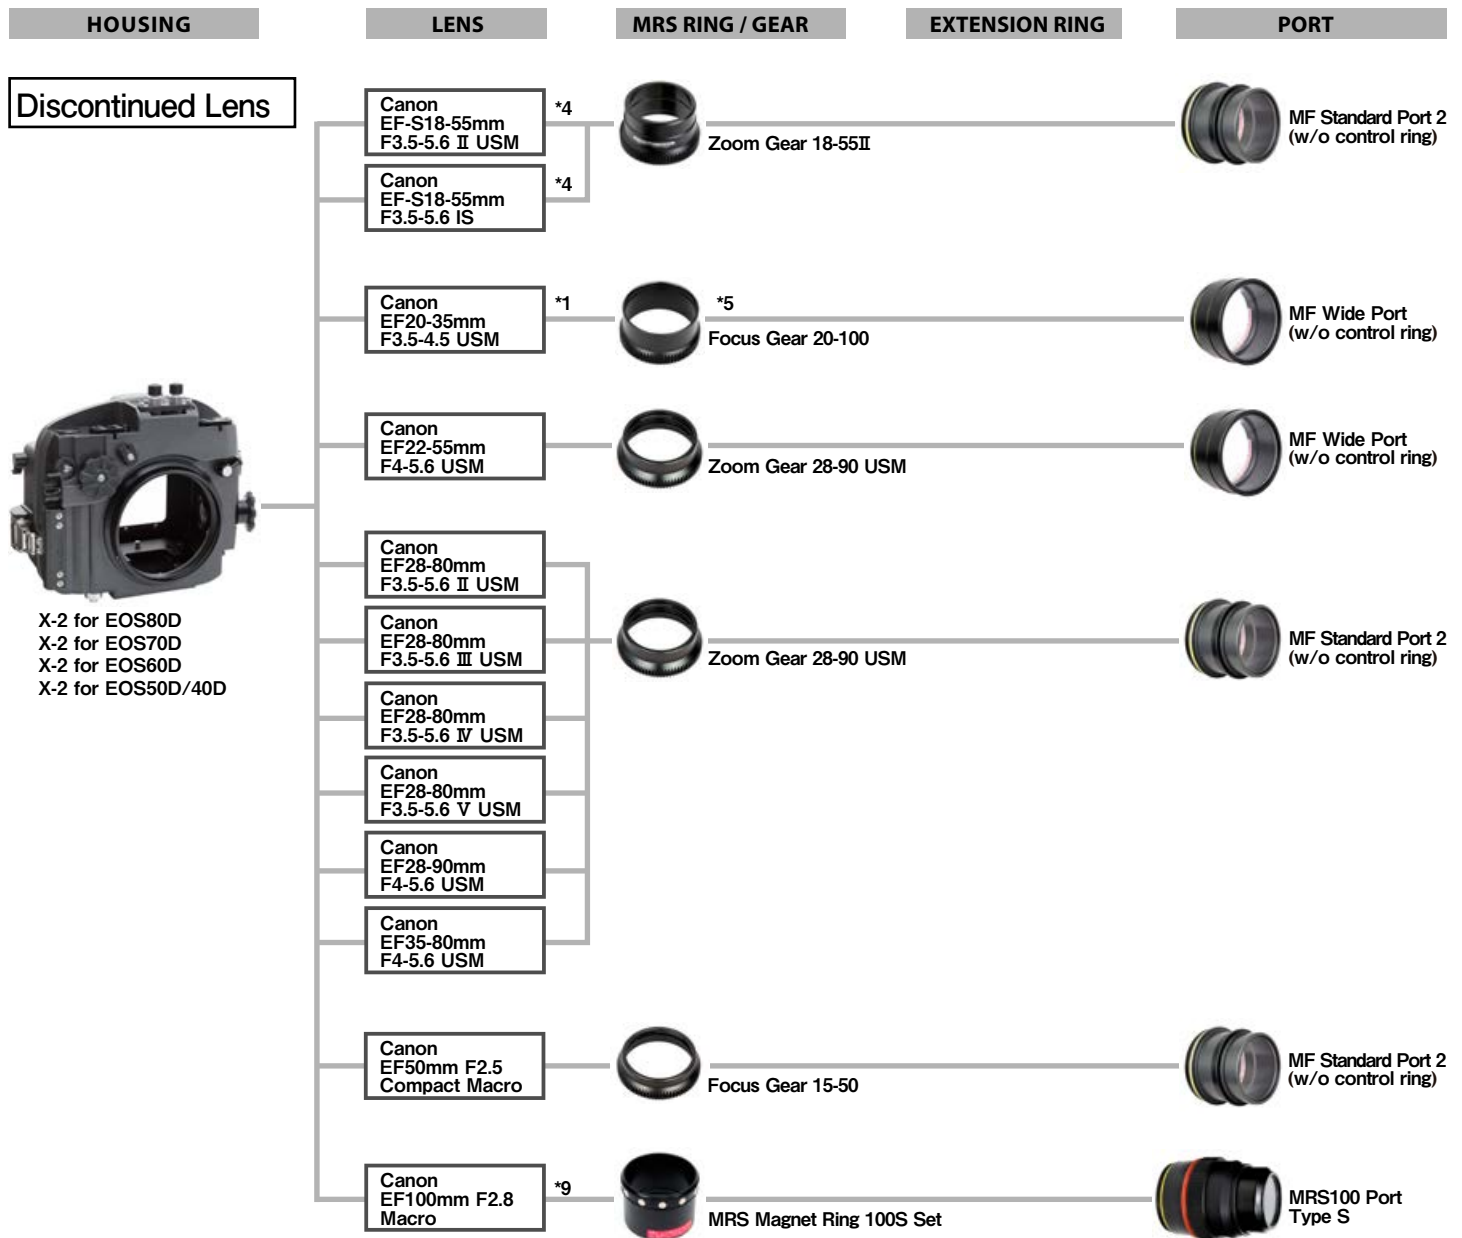 HOUSING LENS MRS RING / GEAR EXTENSION RING PORT
Discontinued Lens
Canon
EF-S18-55mm
F3.5-5.6 Ⅱ USM
*4
Zoom Gear 18-55Ⅱ
MF Standard Port 2
(w/o control ring)
Canon
EF-S18-55mm
F3.5-5.6 IS
*4
Canon
EF20-35mm
F3.5-4.5 USM
*1
*5
Focus Gear 20-100
MF Wide Port
(w/o control ring)
Canon
EF22-55mm
F4-5.6 USM
Zoom Gear 28-90 USM
MF Wide Port
(w/o control ring)
X-2 for EOS80D
X-2 for EOS70D
X-2 for EOS60D
X-2 for EOS50D/40D
Canon
EF28-80mm
F3.5-5.6 Ⅱ USM
Canon
EF28-80mm
F3.5-5.6 Ⅲ USM
Zoom Gear 28-90 USM
MF Standard Port 2
(w/o control ring)
Canon
EF28-80mm
F3.5-5.6 Ⅳ USM
Canon
EF28-80mm
F3.5-5.6 Ⅴ USM
Canon
EF28-90mm
F4-5.6 USM
Canon
EF35-80mm
F4-5.6 USM
Canon
EF50mm F2.5
Compact Macro
Focus Gear 15-50
MF Standard Port 2
(w/o control ring)
Canon
EF100mm F2.8
Macro
*9
MRS Magnet Ring 100S Set
MRS100 Port
Type S